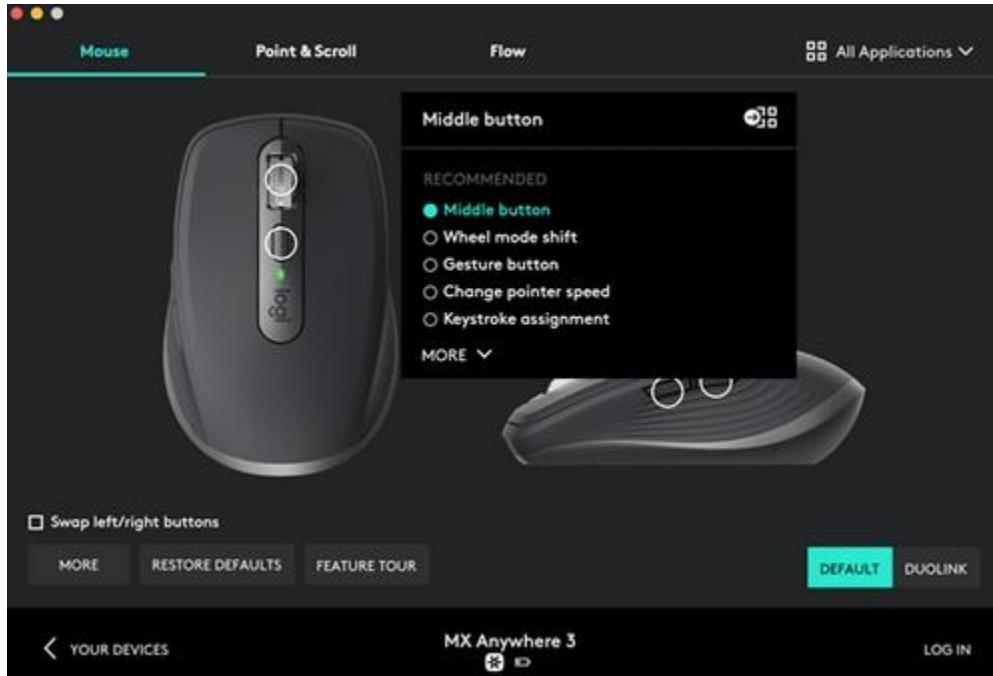 Mouse
Point & Scroll
Flow
All Applications
Middle button
RECOMMENDED
Middle button
Wheel mode shift
Gesture button
Change pointer speed
Keystroke assignment
MORE
logi
Swap left/right buttons
MORE
RESTORE DEFAULTS
FEATURE TOUR
DEFAULT
DUOLINK
YOUR DEVICES
MX Anywhere 3
LOG IN